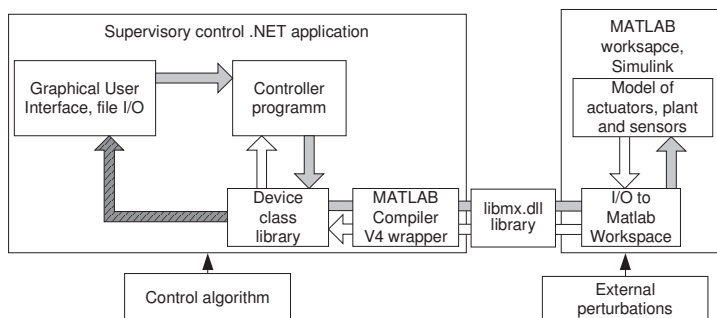 Supervisory control .NET application
Graphical User
Interface, file I/O
Controller
programm
Device
class
library
MATLAB
Compiler
V4 wrapper
libmx.dll
library
MATLAB
worksapce,
Simulink
Model of
actuators, plant
and sensors
I/O to
Matlab
Workspace
Control algorithm
External
perturbations